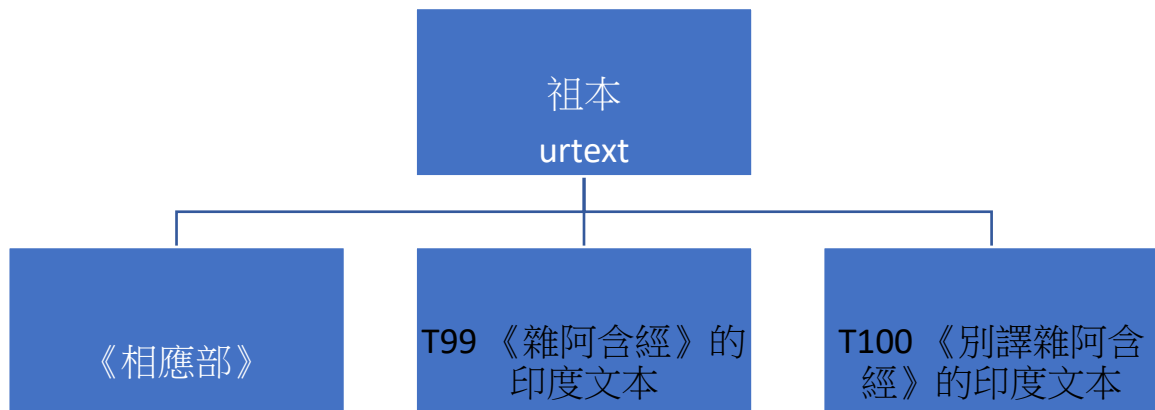 祖本
urtext
《相應部》
T99 《雜阿含經》的
印度文本
T100 《別譯雜阿含
經》的印度文本